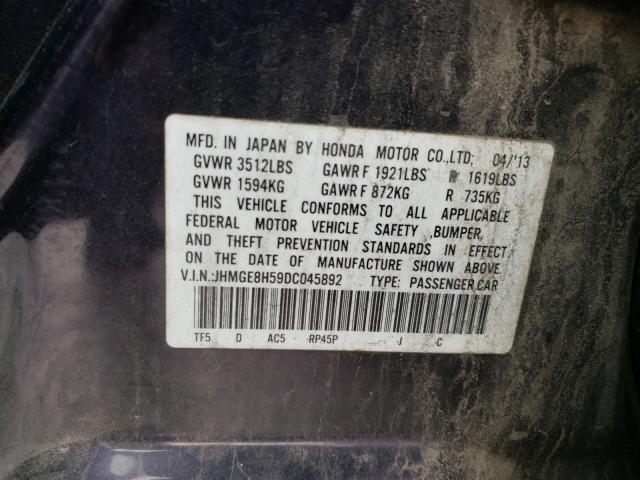 MFD. IN JAPAN BY HONDA MOTOR CO.,LTD; 04/'13
GVWR 3512LBS GAWR F 1921LBS R 1619LBS
GVWR 1594KG GAWR F 872KG R 735KG
THIS VEHICLE CONFORMS TO ALL APPLICABLE
FEDERAL MOTOR VEHICLE SAFETY ,BUMPER,
AND THEFT PREVENTION STANDARDS IN EFFECT
ON THE DATE OF MANUFACTURE SHOWN ABOVE.
V.I.N.:JHMGE8H59DC045892 TYPE: PASSENGER CAR
TF5 D AC5 -RP45P -J -C